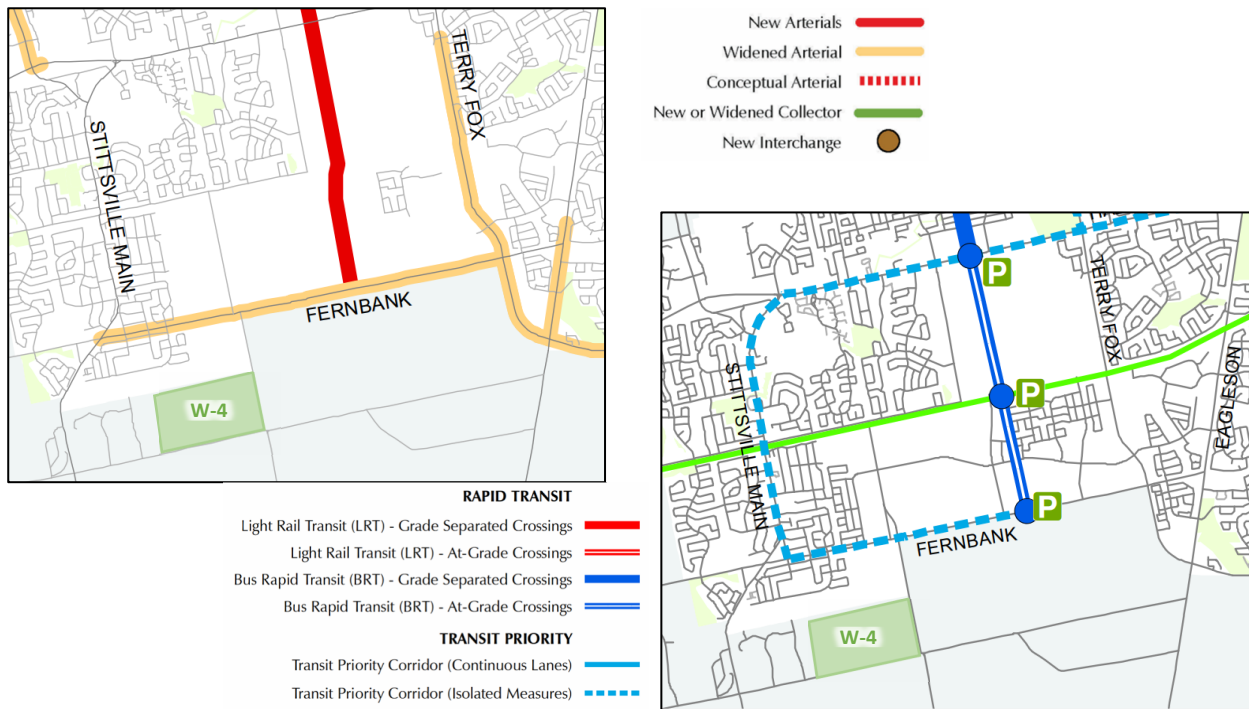 TERRY FOX
STITTSVILLE MAIN
FERNBANK
W-4
New Arterials
Widened Arterial
Conceptual Arterial
New or Widened Collector
New Interchange
RAPID TRANSIT
Light Rail Transit (LRT) - Grade Separated Crossings
Light Rail Transit (LRT) - At-Grade Crossings
Bus Rapid Transit (BRT) - Grade Separated Crossings
Bus Rapid Transit (BRT) - At-Grade Crossings
TRANSIT PRIORITY
Transit Priority Corridor (Continuous Lanes)
Transit Priority Corridor (Isolated Measures)
P
TERRY FOX
P
STITTSVILLE MAIN
EAGLESON
P
FERNBANK
W-4